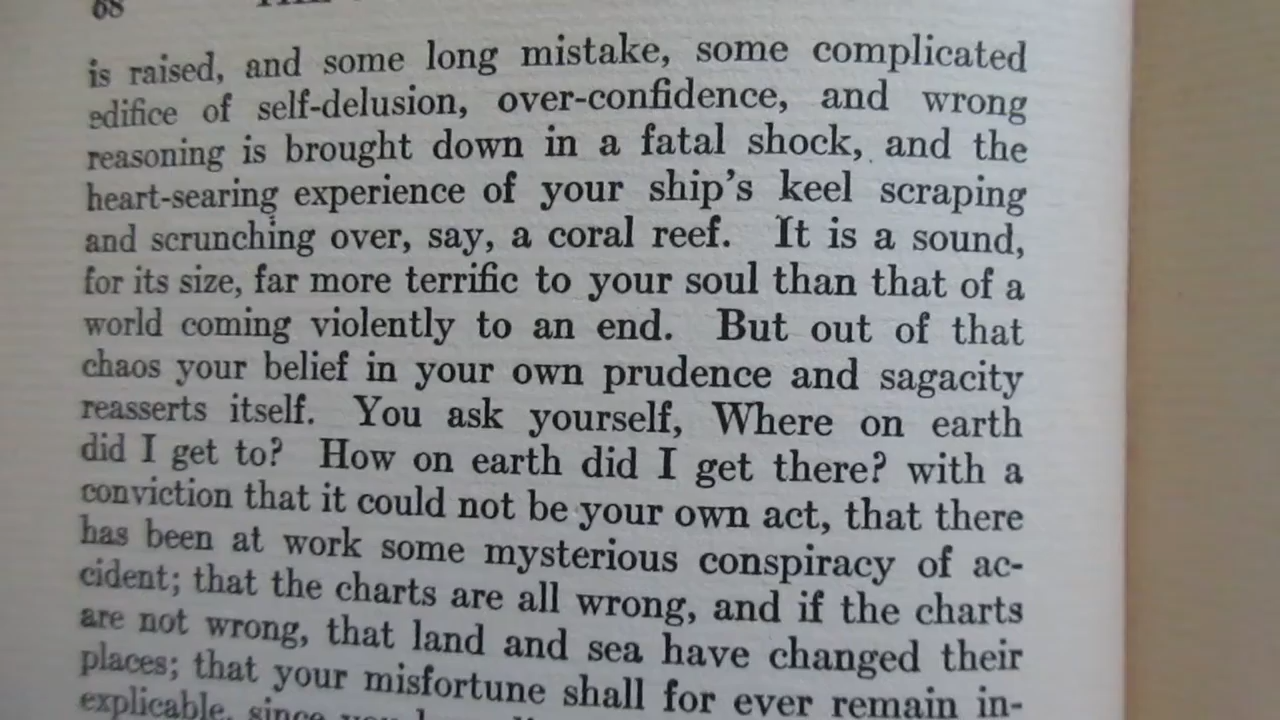 68
is raised, and some long mistake, some complicated
edifice of self-delusion, over-confidence, and wrong
reasoning is brought down in a fatal shock, and the
heart-searing experience of your ship's keel scraping
and scrunching over, say, a coral reef. It is a sound,
for its size, far more terrific to your soul than that of a
world coming violently to an end. But out of that
chaos your belief in your own prudence and sagacity
reasserts itself. You ask yourself, Where on earth
did I get to? How on earth did I get there? with a
conviction that it could not be your own act, that there
has been at work some mysterious conspiracy of ac-
cident; that the charts are all wrong, and if the charts
are not wrong, that land and sea have changed their
places; that your misfortune shall for ever remain in-
explicable, since you